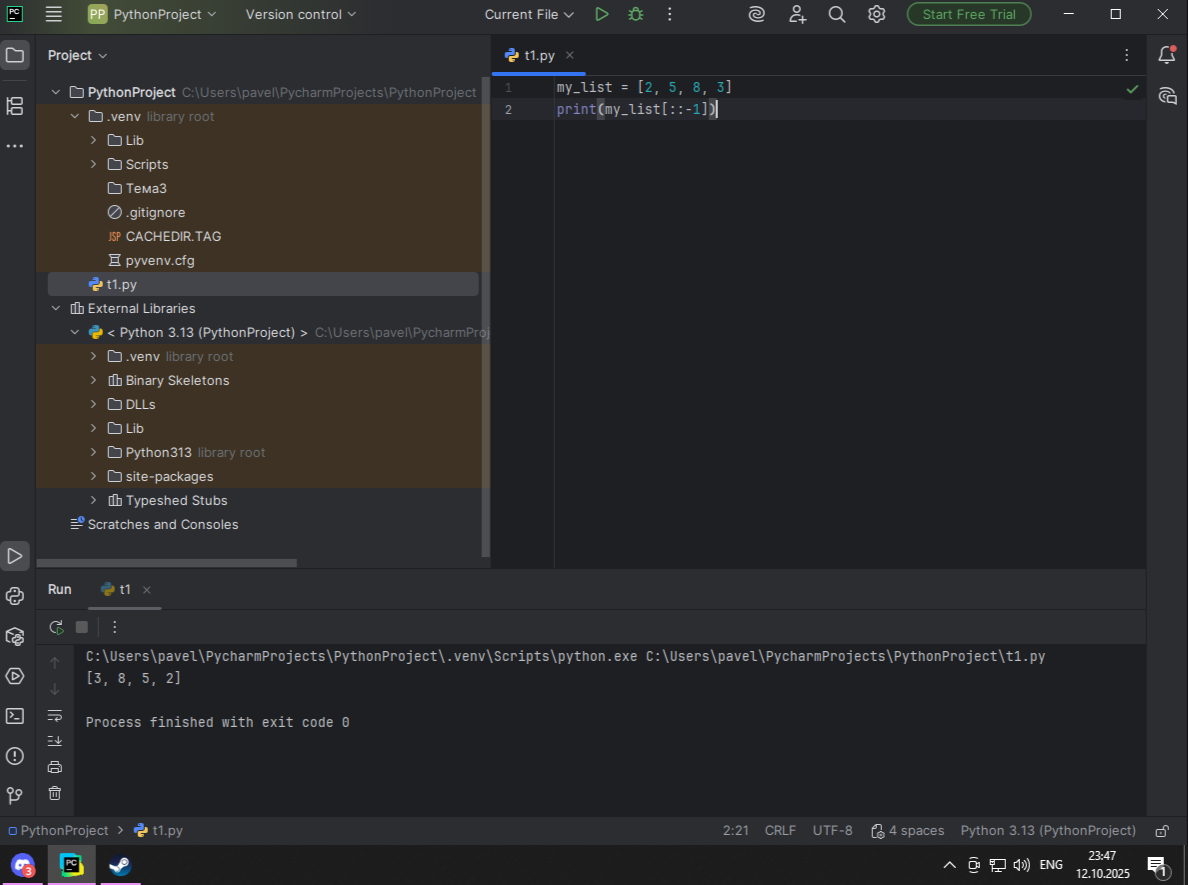 PC PP PythonProject Version control Current File Start Free Trial
Project
t1.py
PythonProject C:\Users\pavel\PycharmProjects\PythonProject
.venv library root
Lib
Scripts
Тема3
.gitignore
JSP CACHEDIR.TAG
pyvenv.cfg
t1.py
External Libraries
< Python 3.13 (PythonProject) > C:\Users\pavel\PycharmProj
.venv library root
Binary Skeletons
DLLs
Lib
Python313 library root
site-packages
Typeshed Stubs
Scratches and Consoles
1 my_list = [2, 5, 8, 3]
2 print(my_list[::-1])
Run t1
C:\Users\pavel\PycharmProjects\PythonProject\.venv\Scripts\python.exe C:\Users\pavel\PycharmProjects\PythonProject\t1.py
[3, 8, 5, 2]
Process finished with exit code 0
PythonProject > t1.py 2:21 CRLF UTF-8 4 spaces Python 3.13 (PythonProject)
3 PC ENG 23:47
12.10.2025 1